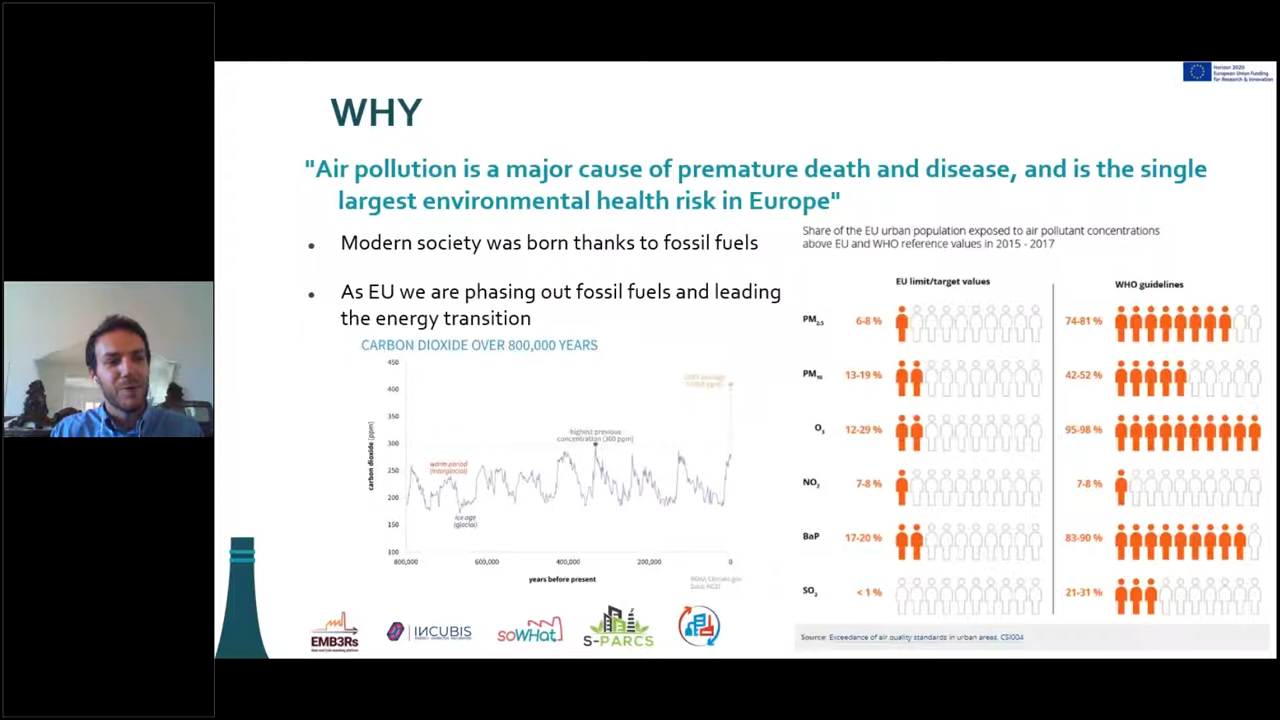 Horizon 2020
European Union Funding
for Research & Innovation
WHY
"Air pollution is a major cause of premature death and disease, and is the single
largest environmental health risk in Europe"
• Modern society was born thanks to fossil fuels
• As EU we are phasing out fossil fuels and leading
the energy transition
CARBON DIOXIDE OVER 800,000 YEARS
450
400
350
300
250
200
150
100
carbon dioxide (ppm)
highest previous
concentration (300 ppm)
warm period
(interglacial)
ice age
(glacial)
800,000 600,000 400,000 200,000 0
years before present
NOAA Climate.gov
Share of the EU urban population exposed to air pollutant concentrations
above EU and WHO reference values in 2015 - 2017
EU limit/target values WHO guidelines
PM2.5 6-8 % 74-81 %
PM10 13-19 % 42-52 %
O3 12-29 % 95-98 %
NO2 7-8 % 7-8 %
BaP 17-20 % 83-90 %
SO2 < 1 % 21-31 %
Source: Exceedance of air quality standards in urban areas, CSI004
EMB3Rs
INCUBIS
soWHat
S-PARCS